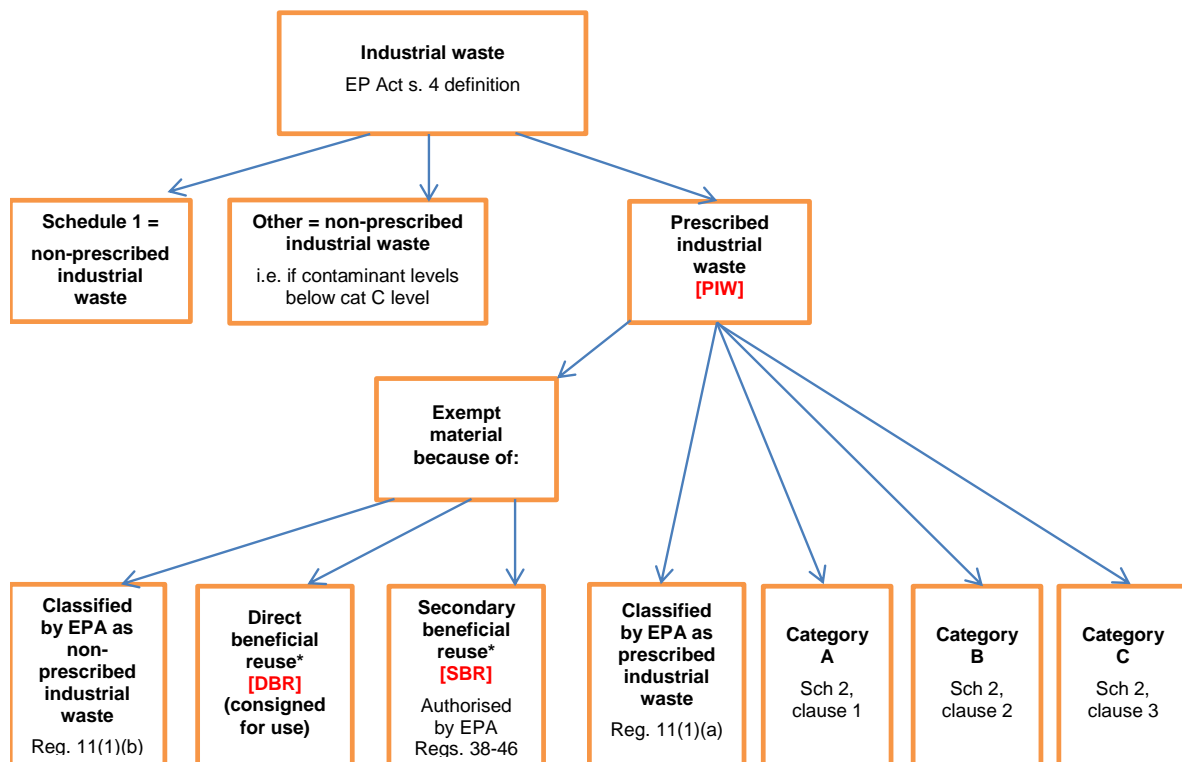 Industrial waste
EP Act s. 4 definition
Schedule 1 =
non-prescribed
industrial
waste
Other = non-prescribed
industrial waste
i.e. if contaminant levels
below cat C level
Prescribed
industrial
waste
[PIW]
Exempt
material
because of:
Classified
by EPA as
non-
prescribed
industrial
waste
Reg. 11(1)(b)
Direct
beneficial
reuse*
[DBR]
(consigned
for use)
Secondary
beneficial
reuse*
[SBR]
Authorised
by EPA
Regs. 38-46
Classified
by EPA as
prescribed
industrial
waste
Reg. 11(1)(a)
Category
A
Sch 2,
clause 1
Category
B
Sch 2,
clause 2
Category
C
Sch 2,
clause 3